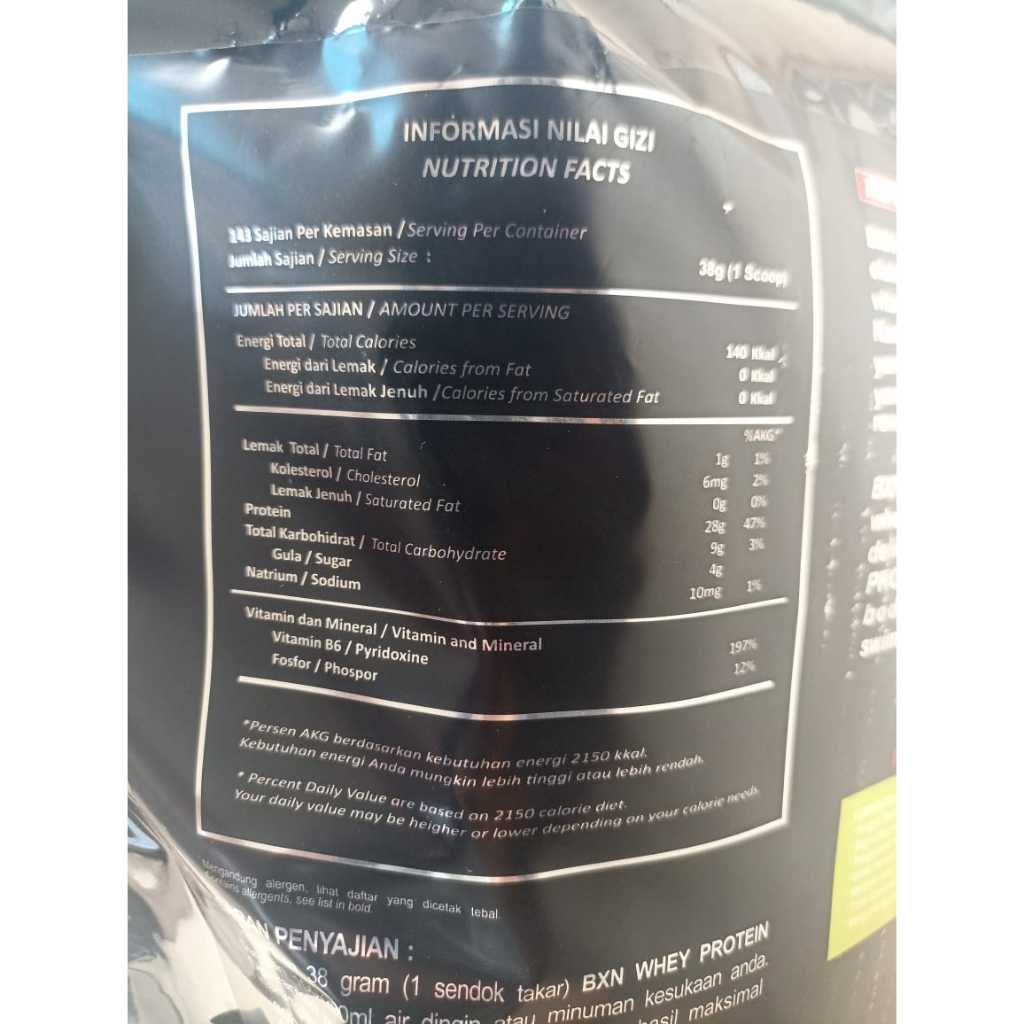 INFORMASI NILAI GIZI
NUTRITION FACTS
143 Sajian Per Kemasan / Serving Per Container
Jumlah Sajian / Serving Size : 38g (1 Scoop)
JUMLAH PER SAJIAN / AMOUNT PER SERVING
Energi Total / Total Calories 140 Kkal
Energi dari Lemak / Calories from Fat 0 Kkal
Energi dari Lemak Jenuh / Calories from Saturated Fat 0 Kkal
%AKG*
Lemak Total / Total Fat 1g 1%
Kolesterol / Cholesterol 6mg 2%
Lemak Jenuh / Saturated Fat 0g 0%
Protein 28g 47%
Total Karbohidrat / Total Carbohydrate 9g 3%
Gula / Sugar 4g
Natrium / Sodium 10mg 1%
Vitamin dan Mineral / Vitamin and Mineral
Vitamin B6 / Pyridoxine 197%
Fosfor / Phospor 12%
*Persen AKG berdasarkan kebutuhan energi 2150 kkal.
Kebutuhan energi Anda mungkin lebih tinggi atau lebih rendah.
* Percent Daily Value are based on 2150 calorie diet.
Your daily value may be heigher or lower depending on your calorie needs.
Mengandung alergen, lihat daftar yang dicetak tebal.
allergents, see list in bold.
PENYAJIAN :
38 gram (1 sendok takar) BXN WHEY PROTEIN
air dingin atau minuman kesukaan anda.
hasil maksimal